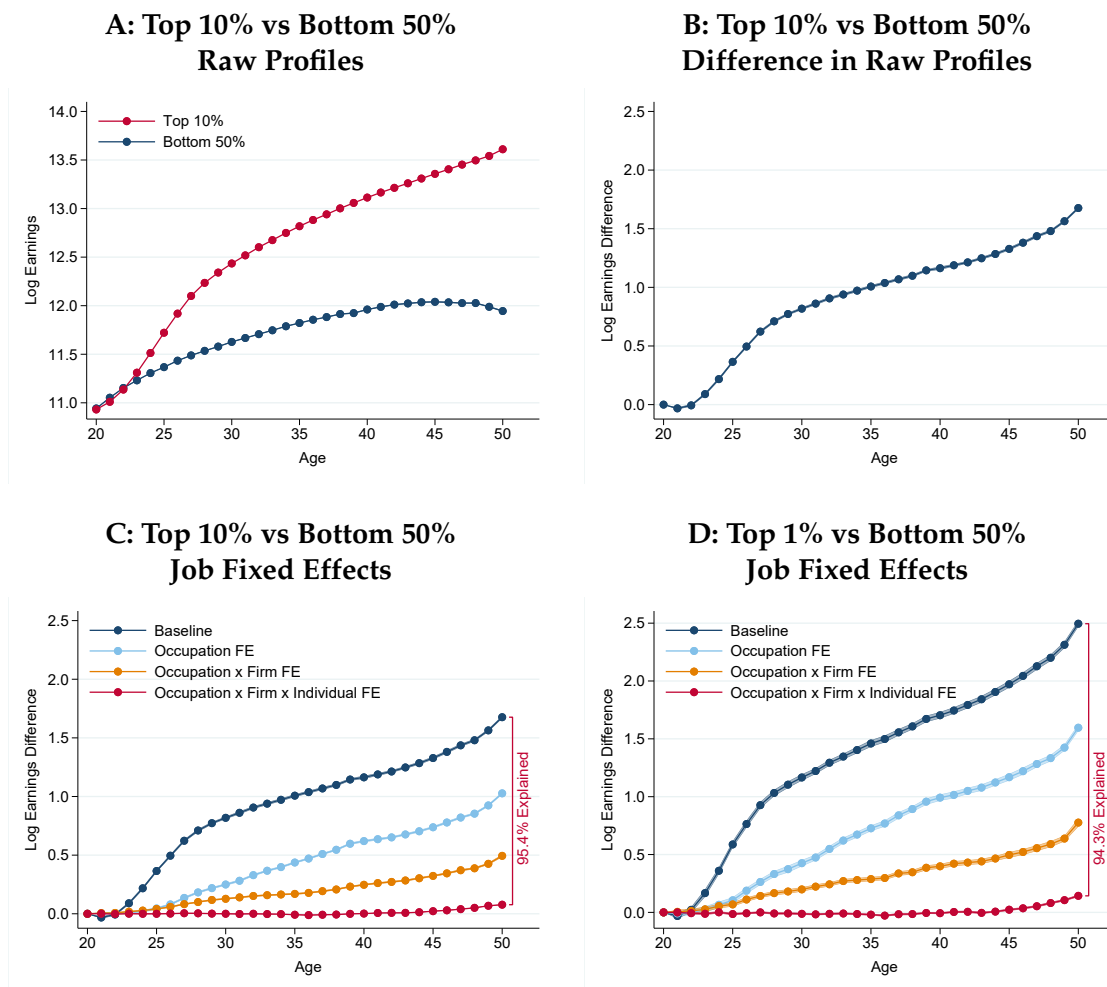 A: Top 10% vs Bottom 50%
Raw Profiles
14.0
13.5
13.0
12.5
12.0
11.5
11.0
Log Earnings
Top 10%
Bottom 50%
20 25 30 35 40 45 50
Age
B: Top 10% vs Bottom 50%
Difference in Raw Profiles
2.5
2.0
1.5
1.0
0.5
0.0
Log Earnings Difference
20 25 30 35 40 45 50
Age
C: Top 10% vs Bottom 50%
Job Fixed Effects
2.5
2.0
1.5
1.0
0.5
0.0
Log Earnings Difference
Baseline
Occupation FE
Occupation x Firm FE
Occupation x Firm x Individual FE
95.4% Explained
20 25 30 35 40 45 50
Age
D: Top 1% vs Bottom 50%
Job Fixed Effects
2.5
2.0
1.5
1.0
0.5
0.0
Log Earnings Difference
Baseline
Occupation FE
Occupation x Firm FE
Occupation x Firm x Individual FE
94.3% Explained
20 25 30 35 40 45 50
Age